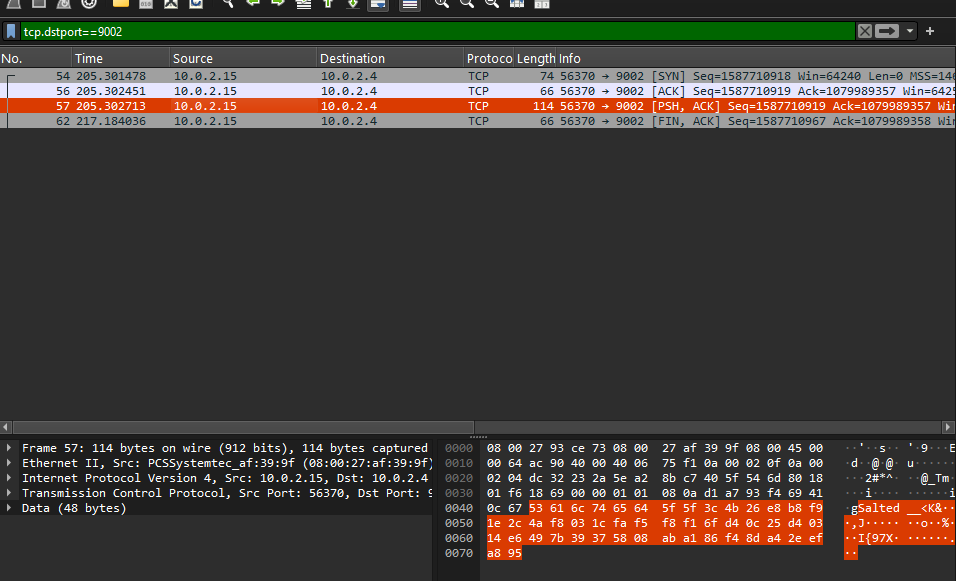 tcp.dstport==9002
No. Time Source Destination Protoco Length Info
54 205.301478 10.0.2.15 10.0.2.4 TCP 74 56370 → 9002 [SYN] Seq=1587710918 Win=64240 Len=0 MSS=146
56 205.302451 10.0.2.15 10.0.2.4 TCP 66 56370 → 9002 [ACK] Seq=1587710919 Ack=1079989357 Win=6425
57 205.302713 10.0.2.15 10.0.2.4 TCP 114 56370 → 9002 [PSH, ACK] Seq=1587710919 Ack=1079989357 Win
62 217.184036 10.0.2.15 10.0.2.4 TCP 66 56370 → 9002 [FIN, ACK] Seq=1587710967 Ack=1079989358 Win
Frame 57: 114 bytes on wire (912 bits), 114 bytes captured
Ethernet II, Src: PCSSystemtec_af:39:9f (08:00:27:af:39:9f)
Internet Protocol Version 4, Src: 10.0.2.15, Dst: 10.0.2.4
Transmission Control Protocol, Src Port: 56370, Dst Port: 9
Data (48 bytes)
0000 08 00 27 93 ce 73 08 00 27 af 39 9f 08 00 45 00 ··'··s·· '·9···E
0010 00 64 ac 90 40 00 40 06 75 f1 0a 00 02 0f 0a 00 ·d··@·@· u·······
0020 02 04 dc 32 23 2a 5e a2 8b c7 40 5f 54 6d 80 18 ···2#*^· ··@_Tm
0030 01 f6 18 69 00 00 01 01 08 0a d1 a7 93 f4 69 41 ···i···· ······i
0040 0c 67 53 61 6c 74 65 64 5f 5f 3c 4b 26 e8 b8 f9 ·gSalted __<K&··
0050 1e 2c 4a f8 03 1c fa f5 f8 f1 6f d4 0c 25 d4 03 ·,J····· ··o··%·
0060 14 e6 49 7b 39 37 58 08 ab a1 86 f4 8d a4 2e ef ··I{97X· ······.
0070 a8 95 ··